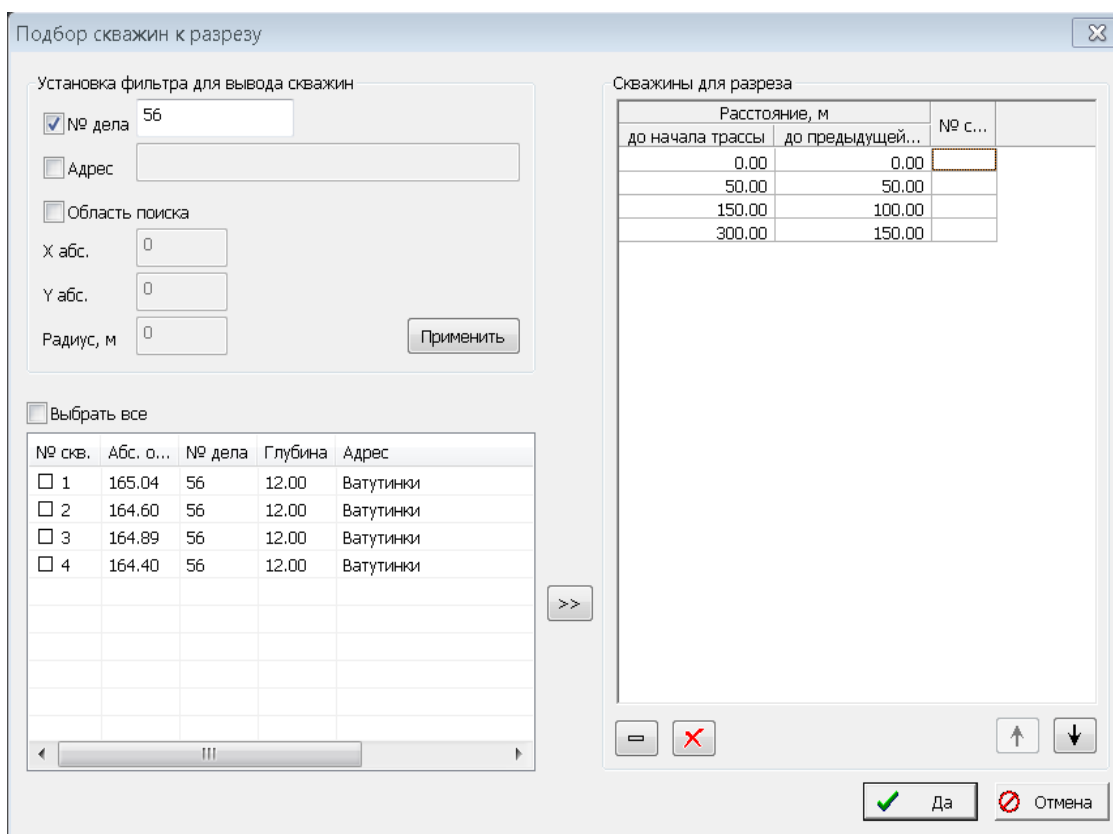 Подбор скважин к разрезу
Установка фильтра для вывода скважин
№ дела 56
Адрес
Область поиска
X абс. 0
Y абс. 0
Радиус, м 0
Применить
Выбрать все
№ скв. Абс. о... № дела Глубина Адрес
1 165.04 56 12.00 Ватутинки
2 164.60 56 12.00 Ватутинки
3 164.89 56 12.00 Ватутинки
4 164.40 56 12.00 Ватутинки
>>
Скважины для разреза
Расстояние, м № с...
до начала трассы до предыдущей...
0.00 0.00
50.00 50.00
150.00 100.00
300.00 150.00
Да Отмена